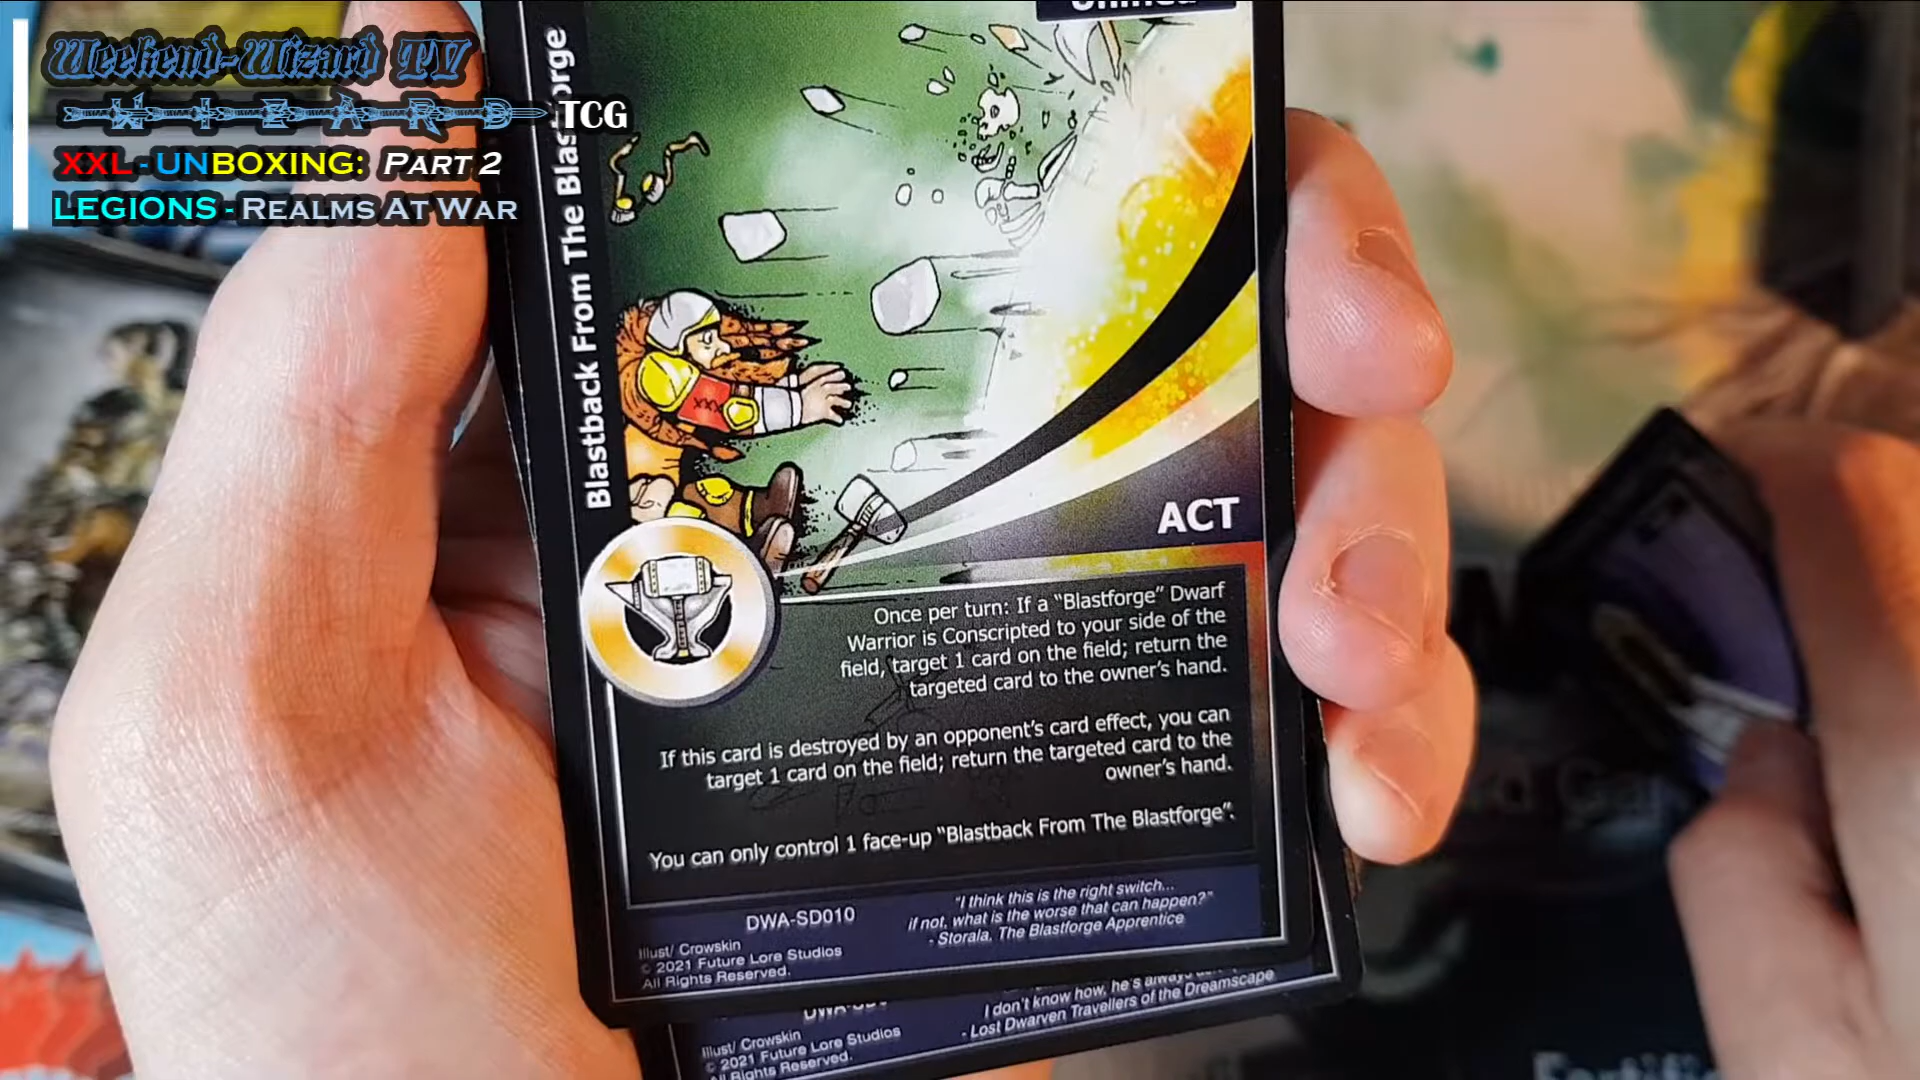 Weekend-Wizard TV
WIZARD TCG
XXL - UNBOXING: Part 2
LEGIONS - Realms At War
Unified
Blastback From The Blastforge
ACT
Once per turn: If a “Blastforge” Dwarf
Warrior is Conscripted to your side of the
field, target 1 card on the field; return the
targeted card to the owner’s hand.
If this card is destroyed by an opponent’s card effect, you can
target 1 card on the field; return the targeted card to the
owner’s hand.
You can only control 1 face-up “Blastback From The Blastforge”.
DWA-SD010
"I think this is the right switch...
if not, what is the worse that can happen?"
- Storala, The Blastforge Apprentice
Illust/ Crowskin
© 2021 Future Lore Studios
All Rights Reserved.
I don't know how, he's always
- Lost Dwarven Travellers of the Dreamscape
Illust/ Crowskin
© 2021 Future Lore Studios
All Rights Reserved.